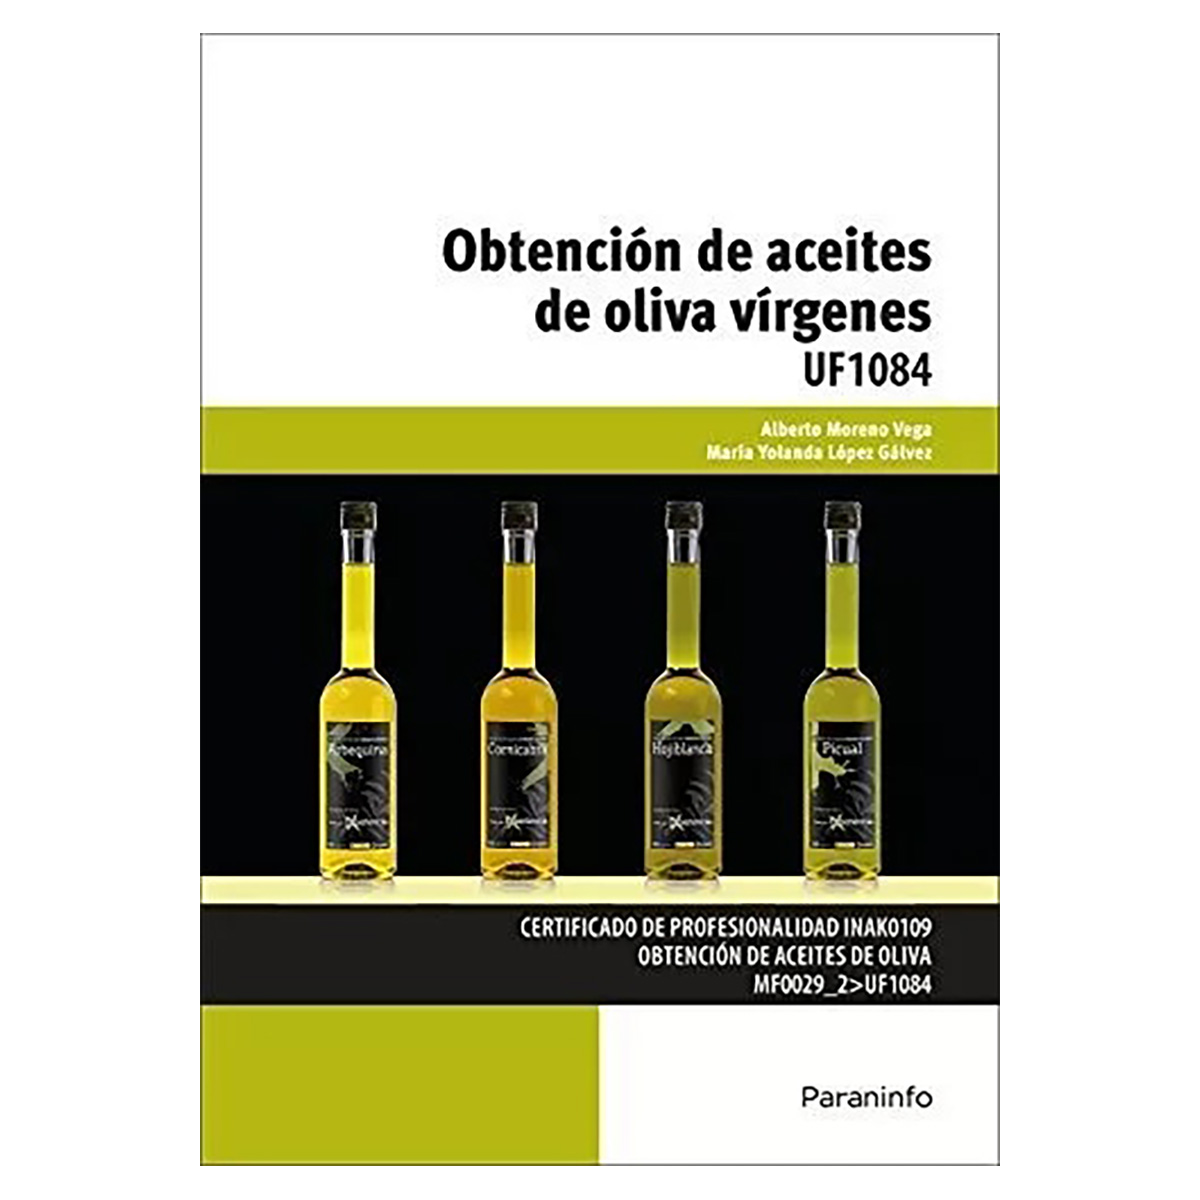 Obtención de aceites
de oliva vírgenes
UF1084
Alberto Moreno Vega
María Yolanda López Gálvez
Arbequina
Cornicabra
Hojiblanca
Picual
CERTIFICADO DE PROFESIONALIDAD INAK0109
OBTENCIÓN DE ACEITES DE OLIVA
MF0029_2>UF1084
Paraninfo